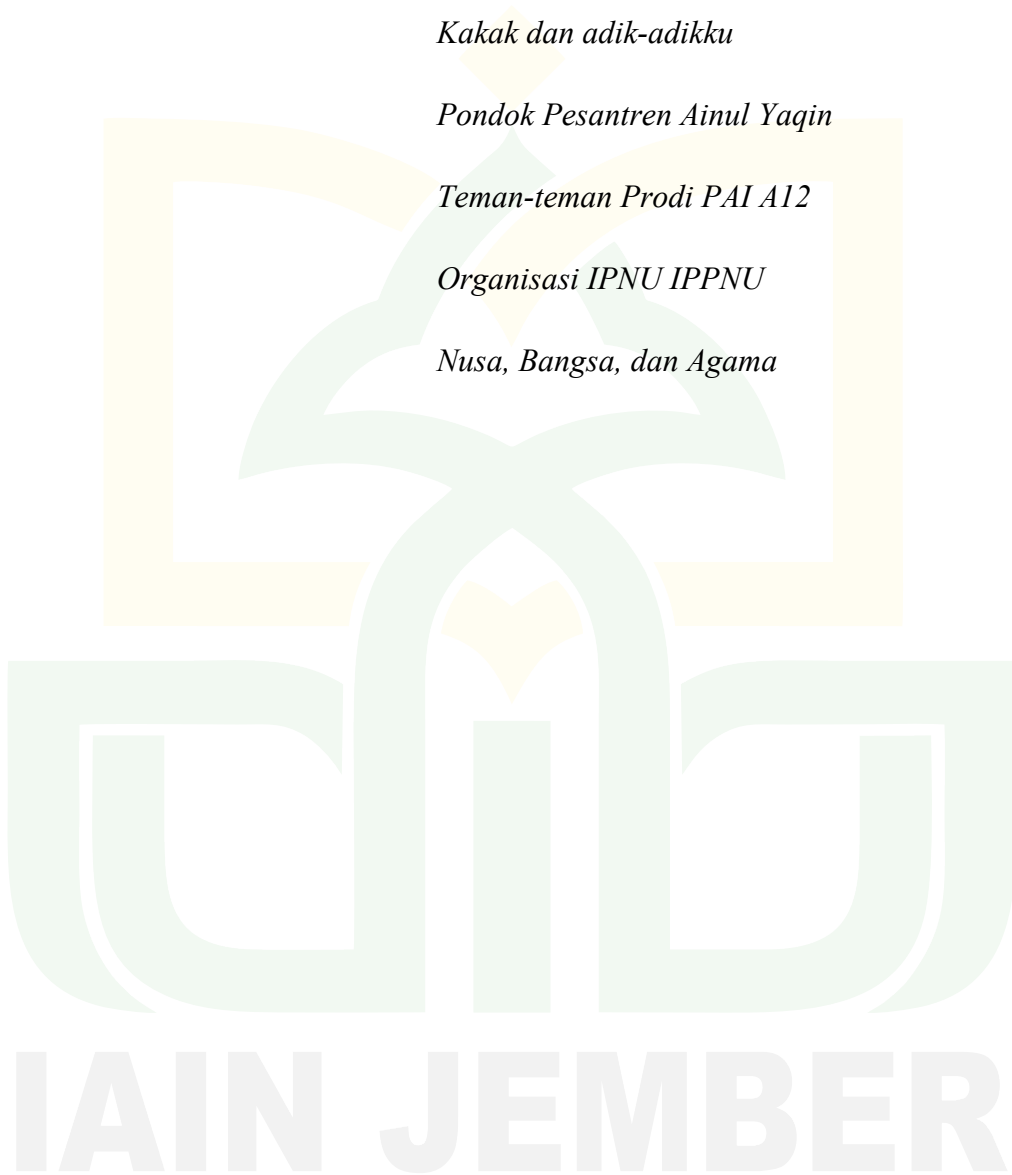 Kakak dan adik-adikku
Pondok Pesantren Ainul Yaqin
Teman-teman Prodi PAI A12
Organisasi IPNU IPPNU
Nusa, Bangsa, dan Agama
IAIN JEMBER